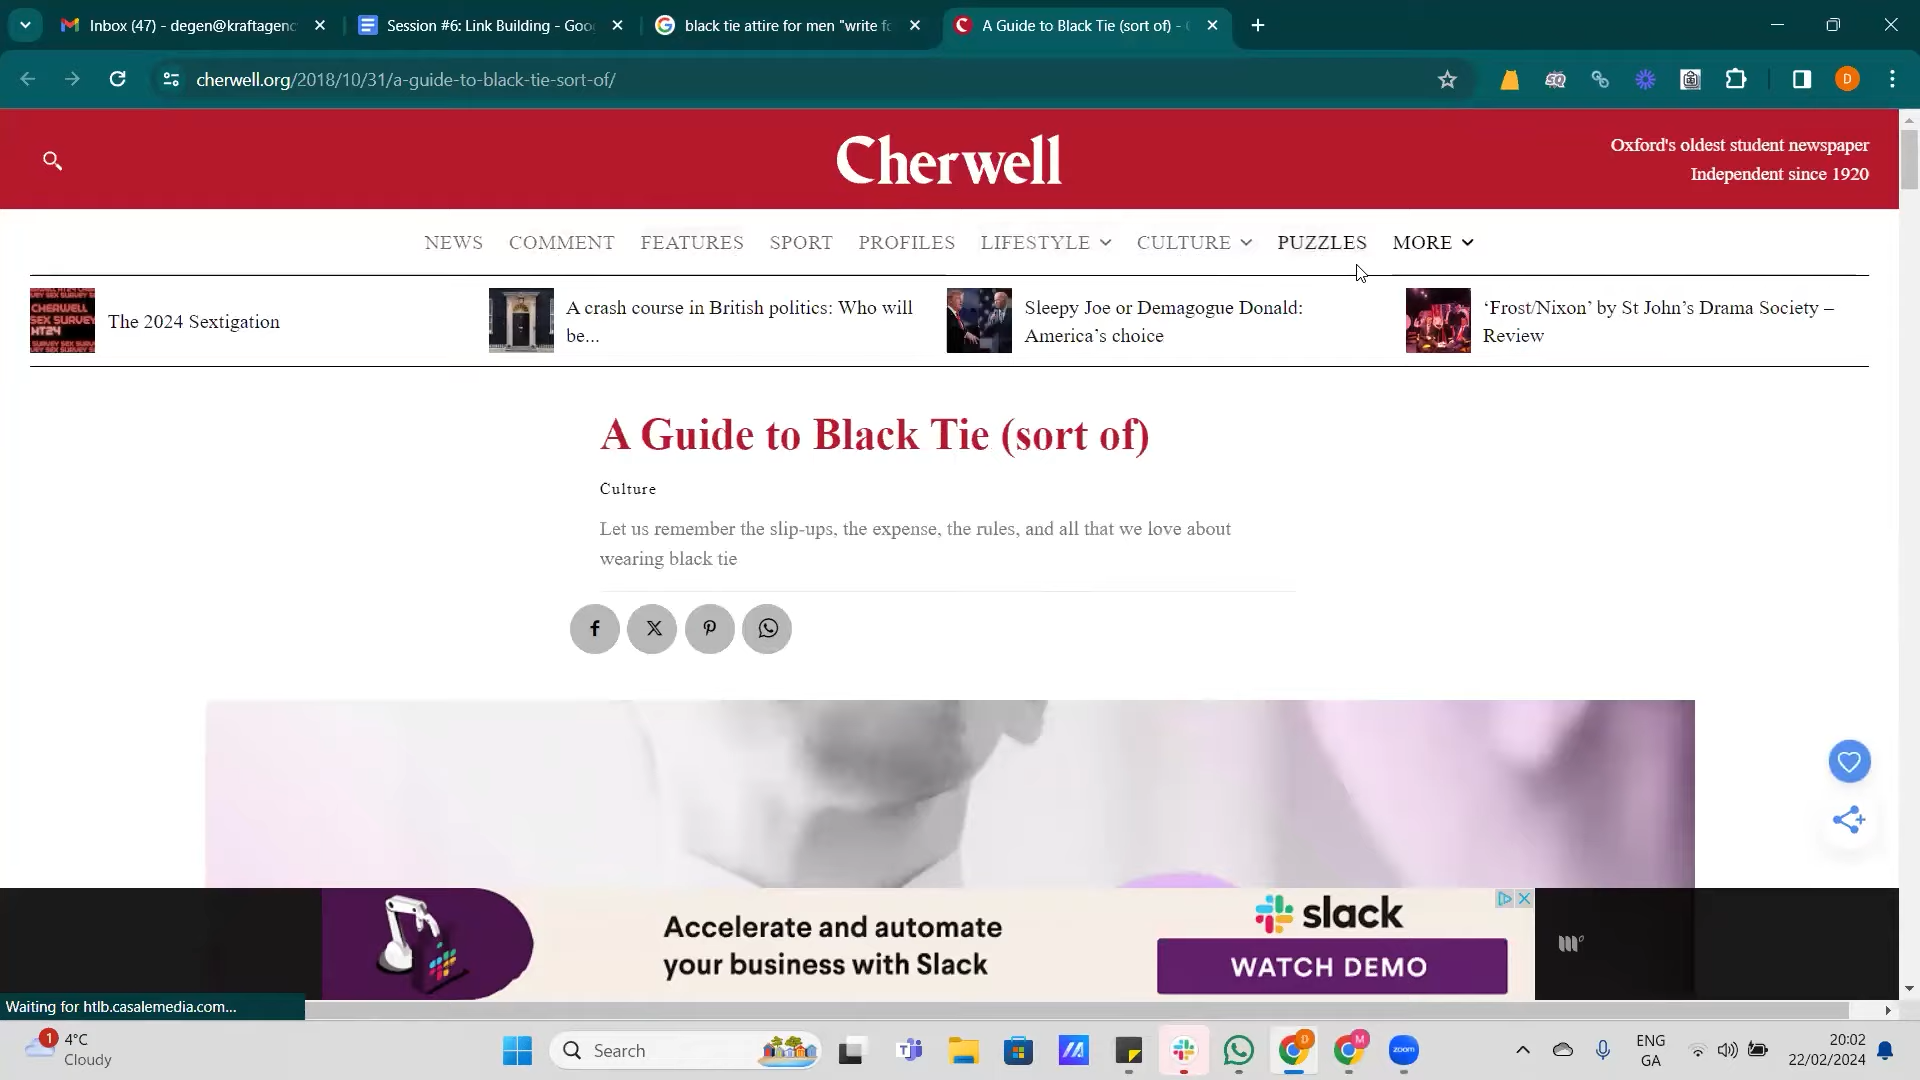 Inbox (47) - degen@kraftagenc
Session #6: Link Building - Goo
black tie attire for men "write fo
A Guide to Black Tie (sort of) - 
cherwell.org/2018/10/31/a-guide-to-black-tie-sort-of/
D
Cherwell
Oxford's oldest student newspaper
Independent since 1920
NEWS COMMENT FEATURES SPORT PROFILES LIFESTYLE CULTURE PUZZLES MORE
The 2024 Sextigation
A crash course in British politics: Who will
be...
Sleepy Joe or Demagogue Donald:
America's choice
‘Frost/Nixon’ by St John’s Drama Society –
Review
A Guide to Black Tie (sort of)
Culture
Let us remember the slip-ups, the expense, the rules, and all that we love about
wearing black tie
Accelerate and automate
your business with Slack
slack
WATCH DEMO
Waiting for htlb.casalemedia.com...
1
4°C
Cloudy
Search
zoom
ENG
GA
20:02
22/02/2024